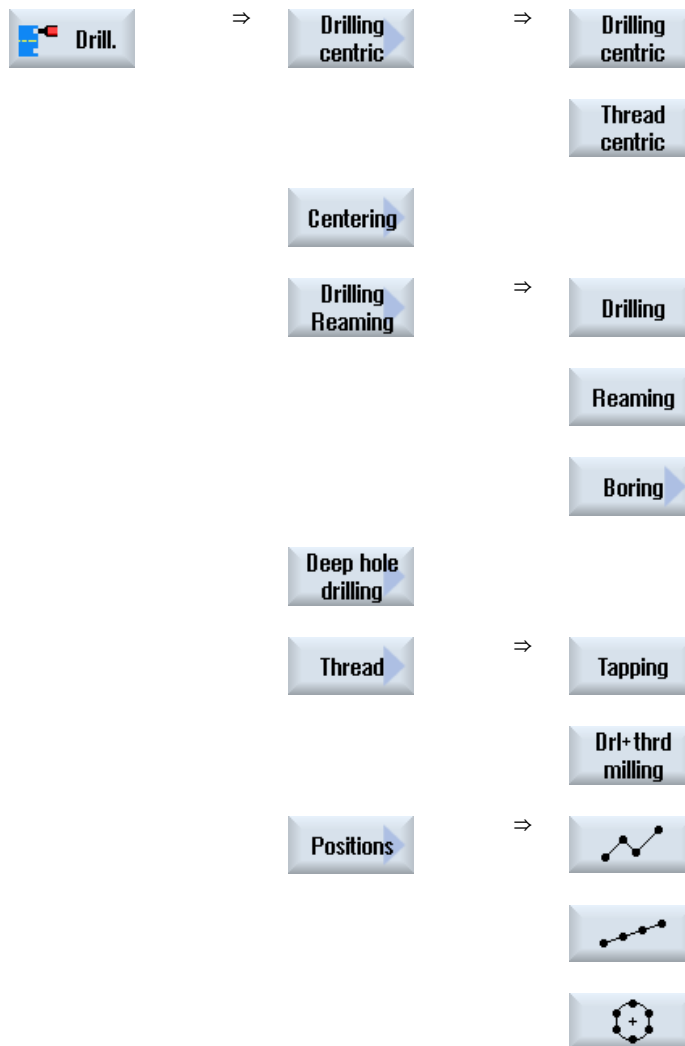 Drill.
⇒
Drilling
centric
⇒
Drilling
centric
Thread
centric
Centering
Drilling
Reaming
⇒
Drilling
Reaming
Boring
Deep hole
drilling
Thread
⇒
Tapping
Drl+thrd
milling
Positions
⇒